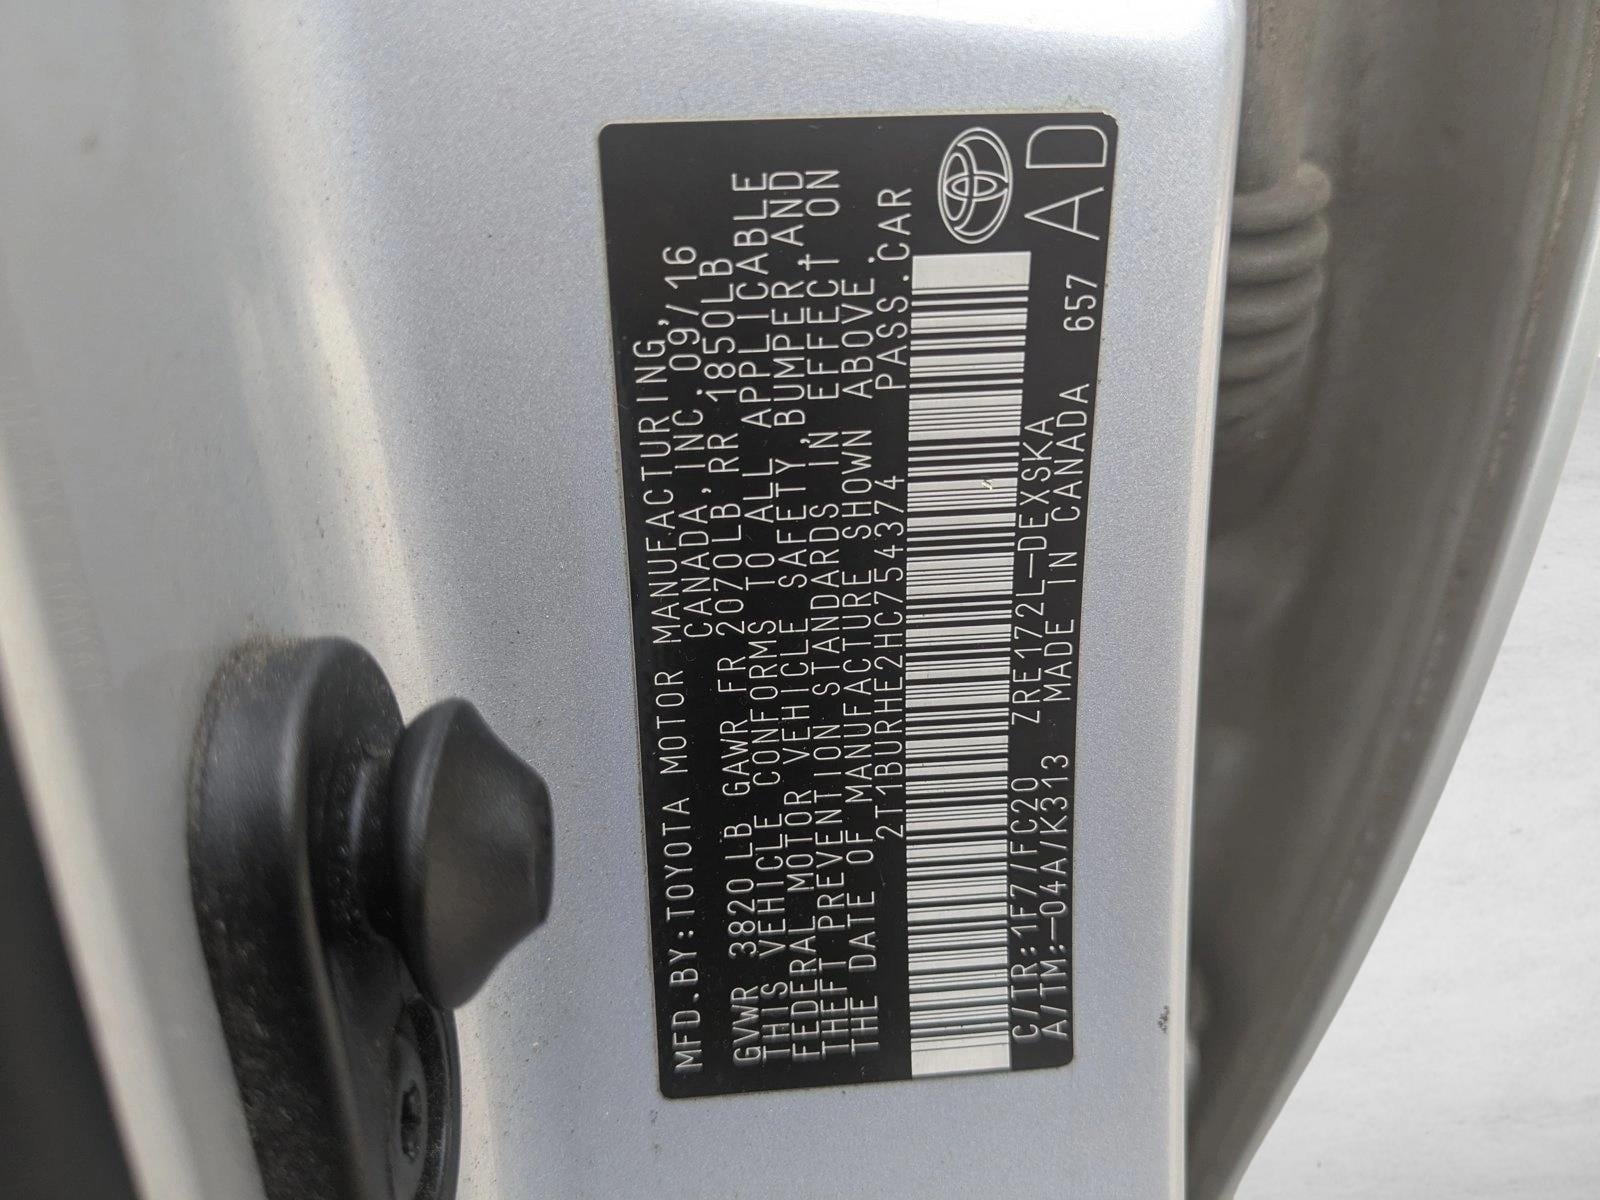 MFD.BY:TOYOTA MOTOR MANUFACTURING,
CANADA,INC. 09/16
GVWR 3820 LB GAWR FR 2070LB,RR 1850LB
THIS VEHICLE CONFORMS TO ALL APPLICABLE
FEDERAL MOTOR VEHICLE SAFETY,BUMPER,AND
THEFT PREVENTION STANDARDS IN EFFECT ON
THE DATE OF MANUFACTURE SHOWN ABOVE.
2T1BURHE2HC754374 PASS.CAR
C/TR:1F7/FC20 ZRE172L-DEXSKA
A/TM:-04A/K313 MADE IN CANADA 657 AD